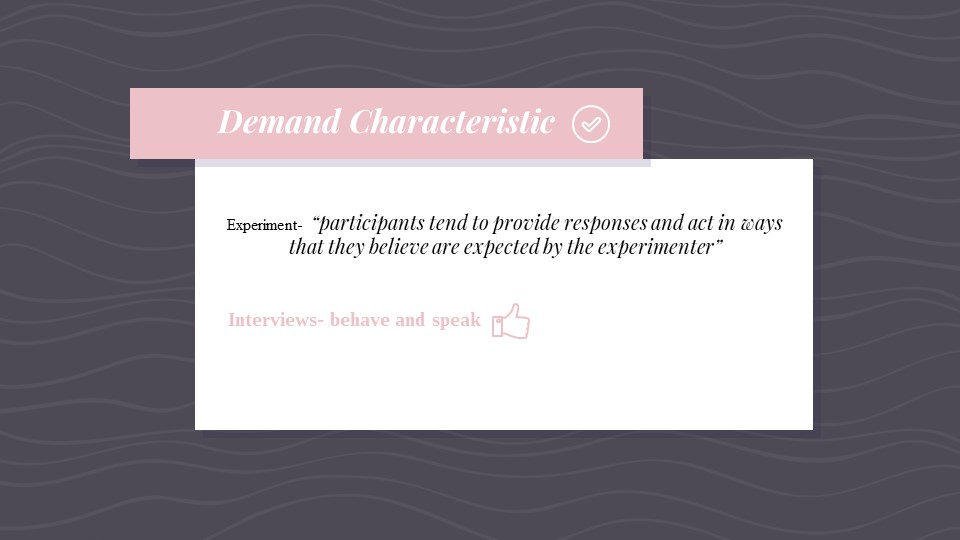 Demand Characteristic
Experiment- “participants tend to provide responses and act in ways
that they believe are expected by the experimenter”
Interviews- behave and speak